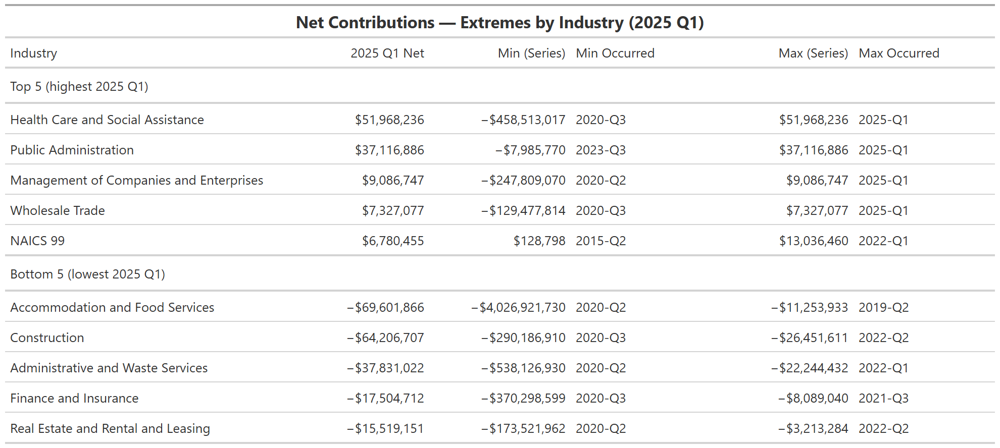 Net Contributions — Extremes by Industry (2025 Q1)
Industry 2025 Q1 Net Min (Series) Min Occurred Max (Series) Max Occurred
Top 5 (highest 2025 Q1)
Health Care and Social Assistance $51,968,236 −$458,513,017 2020-Q3 $51,968,236 2025-Q1
Public Administration $37,116,886 −$7,985,770 2023-Q3 $37,116,886 2025-Q1
Management of Companies and Enterprises $9,086,747 −$247,809,070 2020-Q2 $9,086,747 2025-Q1
Wholesale Trade $7,327,077 −$129,477,814 2020-Q3 $7,327,077 2025-Q1
NAICS 99 $6,780,455 $128,798 2015-Q2 $13,036,460 2022-Q1
Bottom 5 (lowest 2025 Q1)
Accommodation and Food Services −$69,601,866 −$4,026,921,730 2020-Q2 −$11,253,933 2019-Q2
Construction −$64,206,707 −$290,186,910 2020-Q3 −$26,451,611 2022-Q2
Administrative and Waste Services −$37,831,022 −$538,126,930 2020-Q2 −$22,244,432 2022-Q1
Finance and Insurance −$17,504,712 −$370,298,599 2020-Q3 −$8,089,040 2021-Q3
Real Estate and Rental and Leasing −$15,519,151 −$173,521,962 2020-Q2 −$3,213,284 2022-Q2